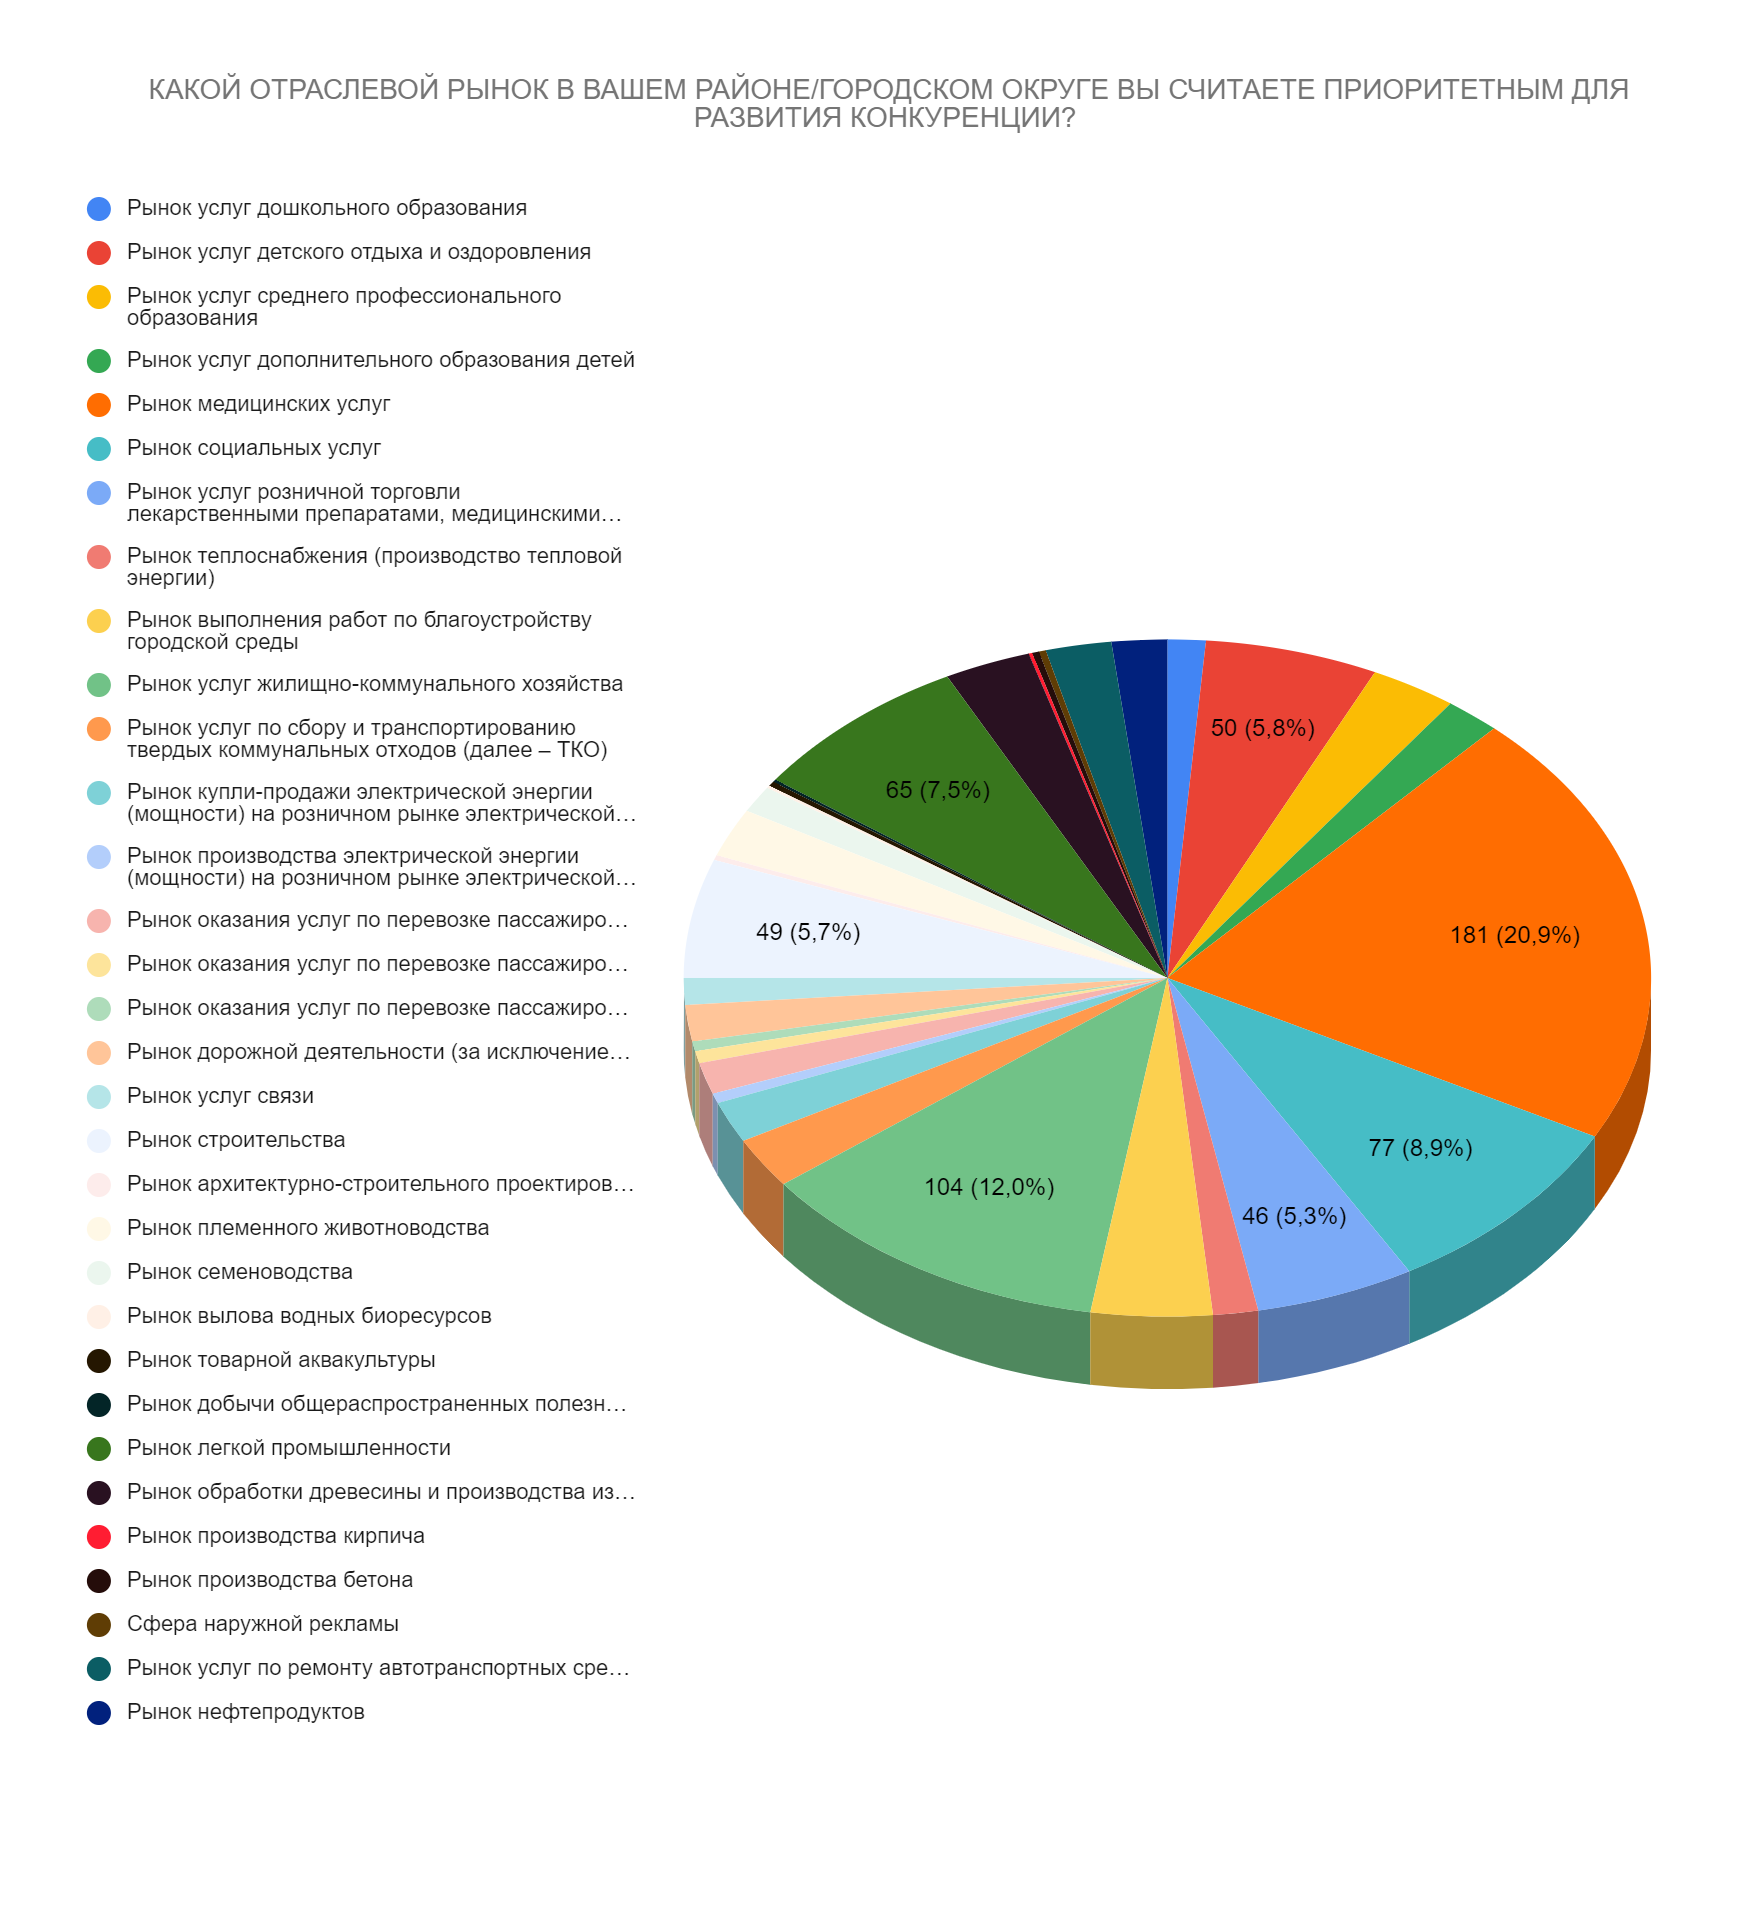 КАКОЙ ОТРАСЛЕВОЙ РЫНОК В ВАШЕМ РАЙОНЕ/ГОРОДСКОМ ОКРУГЕ ВЫ СЧИТАЕТЕ ПРИОРИТЕТНЫМ ДЛЯ
РАЗВИТИЯ КОНКУРЕНЦИИ?
Рынок услуг дошкольного образования
Рынок услуг детского отдыха и оздоровления
Рынок услуг среднего профессионального
образования
Рынок услуг дополнительного образования детей
Рынок медицинских услуг
Рынок социальных услуг
Рынок услуг розничной торговли
лекарственными препаратами, медицинскими…
Рынок теплоснабжения (производство тепловой
энергии)
Рынок выполнения работ по благоустройству
городской среды
Рынок услуг жилищно-коммунального хозяйства
Рынок услуг по сбору и транспортированию
твердых коммунальных отходов (далее – ТКО)
Рынок купли-продажи электрической энергии
(мощности) на розничном рынке электрической…
Рынок производства электрической энергии
(мощности) на розничном рынке электрической…
Рынок оказания услуг по перевозке пассажиро…
Рынок оказания услуг по перевозке пассажиро…
Рынок оказания услуг по перевозке пассажиро…
Рынок дорожной деятельности (за исключение…
Рынок услуг связи
Рынок строительства
Рынок архитектурно-строительного проектиров…
Рынок племенного животноводства
Рынок семеноводства
Рынок вылова водных биоресурсов
Рынок товарной аквакультуры
Рынок добычи общераспространенных полезн…
Рынок легкой промышленности
Рынок обработки древесины и производства из…
Рынок производства кирпича
Рынок производства бетона
Сфера наружной рекламы
Рынок услуг по ремонту автотранспортных сре…
Рынок нефтепродуктов
50 (5,8%)
65 (7,5%)
49 (5,7%)
181 (20,9%)
77 (8,9%)
104 (12,0%)
46 (5,3%)